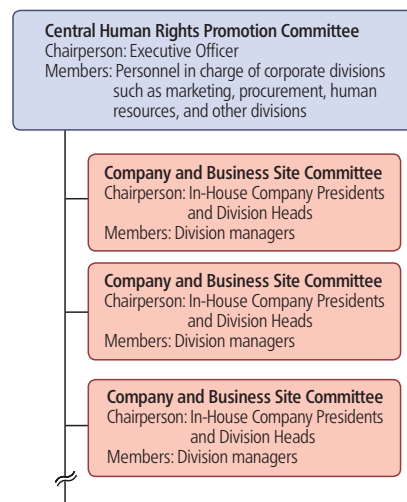 Central Human Rights Promotion Committee
Chairperson: Executive Officer
Members: Personnel in charge of corporate divisions
such as marketing, procurement, human
resources, and other divisions
Company and Business Site Committee
Chairperson: In-House Company Presidents
and Division Heads
Members: Division managers
Company and Business Site Committee
Chairperson: In-House Company Presidents
and Division Heads
Members: Division managers
Company and Business Site Committee
Chairperson: In-House Company Presidents
and Division Heads
Members: Division managers